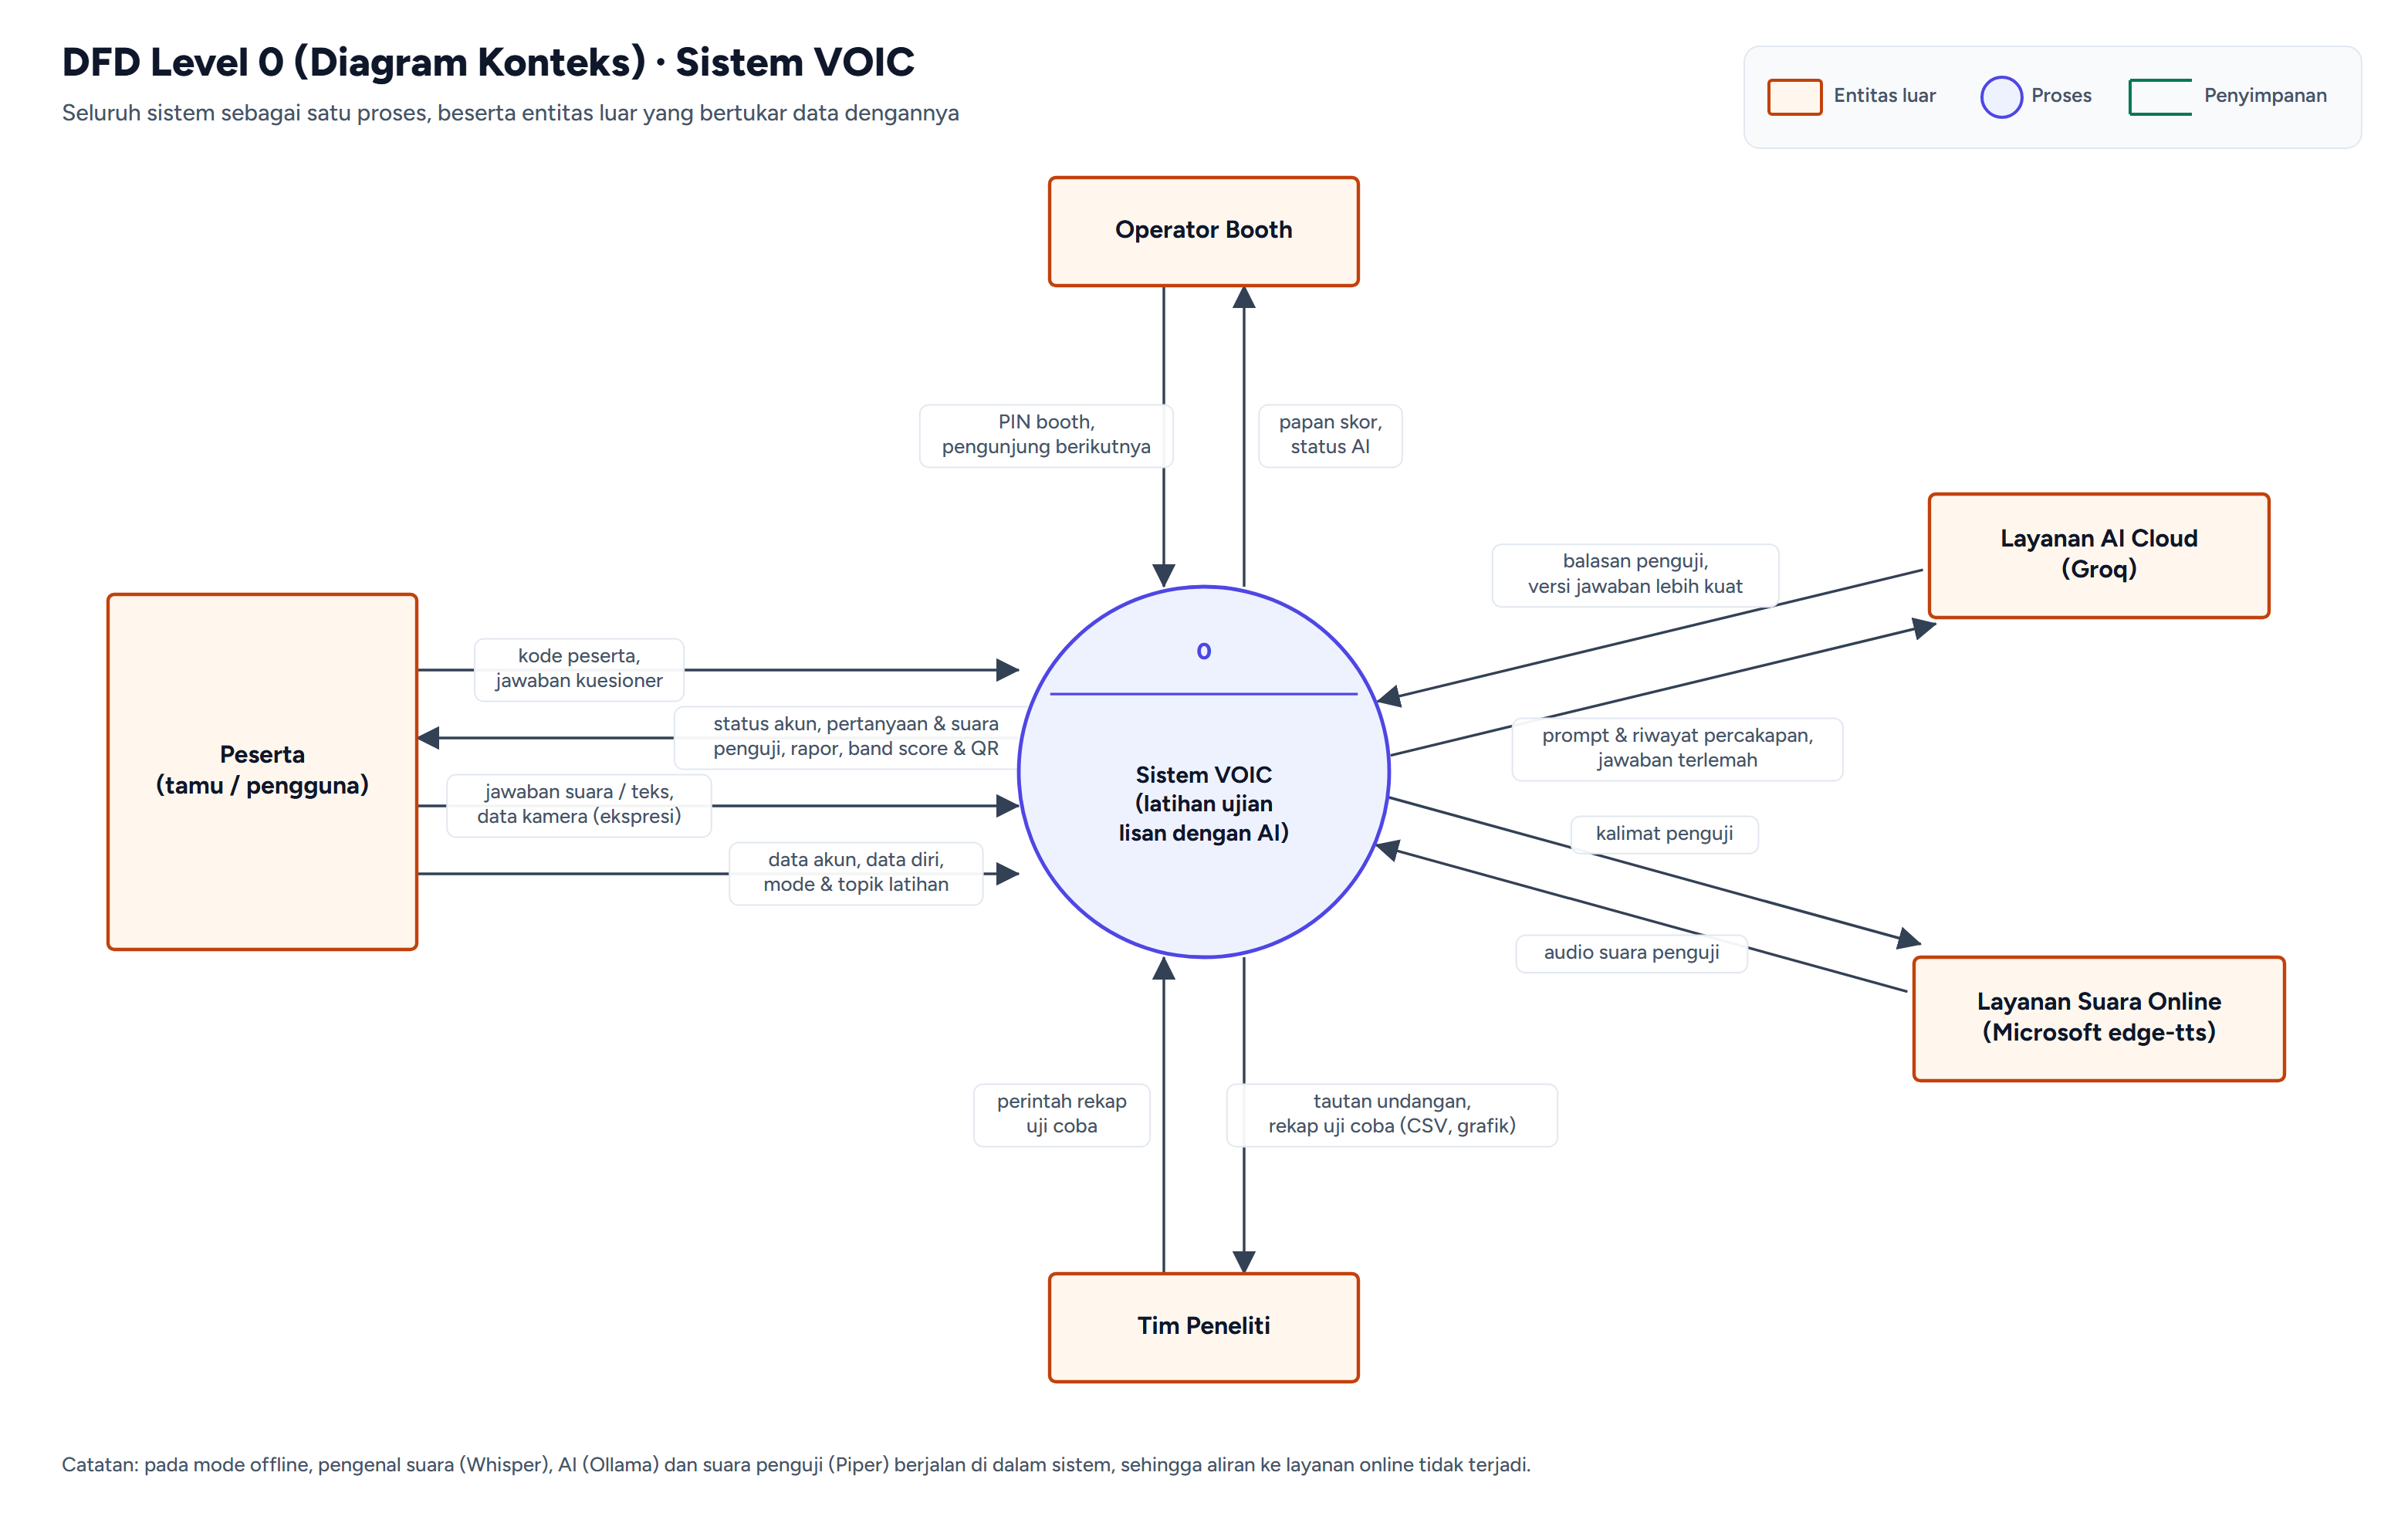 DFD Level 0 (Diagram Konteks) · Sistem VOIC
Seluruh sistem sebagai satu proses, beserta entitas luar yang bertukar data dengannya
Entitas luar
Proses
Penyimpanan
Operator Booth
PIN booth,
pengunjung berikutnya
papan skor,
status AI
Layanan AI Cloud
(Groq)
balasan penguji,
versi jawaban lebih kuat
prompt & riwayat percakapan,
jawaban terlemah
Peserta
(tamu / pengguna)
kode peserta,
jawaban kuesioner
status akun, pertanyaan & suara
penguji, rapor, band score & QR
jawaban suara / teks,
data kamera (ekspresi)
data akun, data diri,
mode & topik latihan
0
Sistem VOIC
(latihan ujian
lisan dengan AI)
kalimat penguji
audio suara penguji
Layanan Suara Online
(Microsoft edge-tts)
perintah rekap
uji coba
tautan undangan,
rekap uji coba (CSV, grafik)
Tim Peneliti
Catatan: pada mode offline, pengenal suara (Whisper), AI (Ollama) dan suara penguji (Piper) berjalan di dalam sistem, sehingga aliran ke layanan online tidak terjadi.